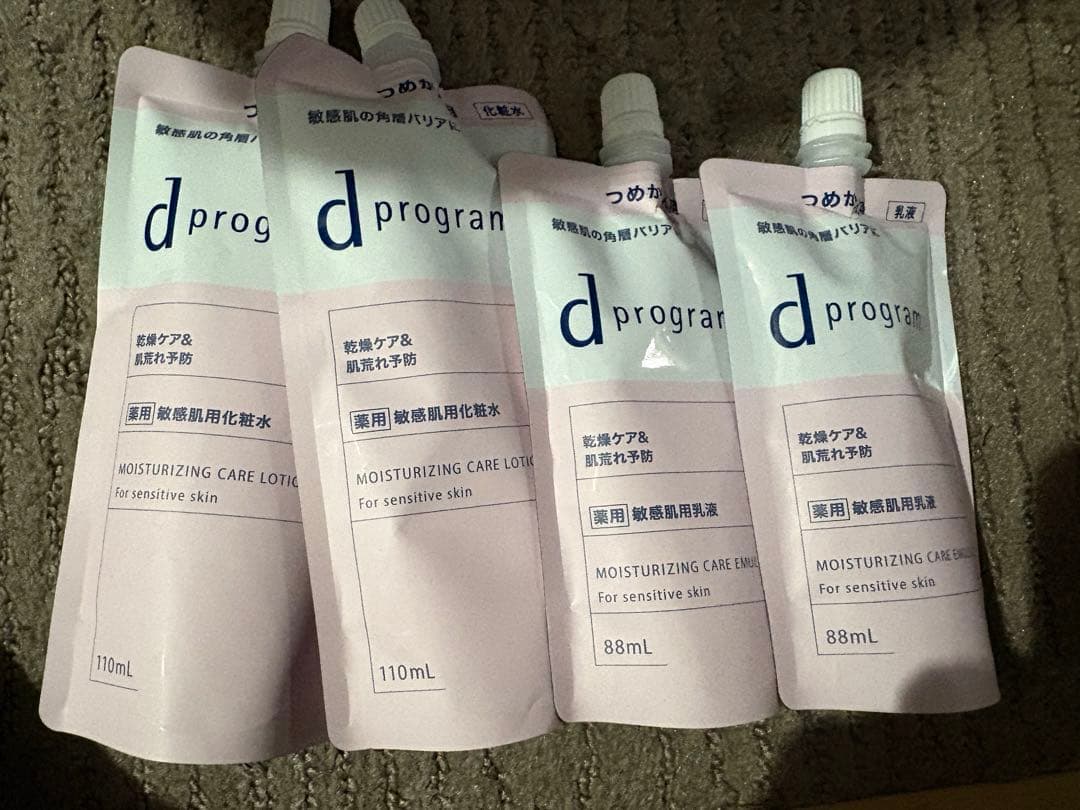 敏感肌の角層バ
d prog
乾燥ケア&
肌荒れ予防
薬用 敏感肌用化粧水
MOISTURIZING CARE LOTIO
For sensitive skin
110mL
つめか
化粧水
敏感肌の角層バリアに
d program
乾燥ケア&
肌荒れ予防
薬用 敏感肌用化粧水
MOISTURIZING CARE LOTIO
For sensitive skin
110mL
つめか
敏感肌の角層バリア
d program
乾燥ケア&
肌荒れ予防
薬用 敏感肌用乳液
MOISTURIZING CARE EMUL
For sensitive skin
88mL
つめか
乳液
敏感肌の角層バリアに
d program
乾燥ケア&
肌荒れ予防
薬用 敏感肌用乳液
MOISTURIZING CARE EMUL
For sensitive skin
88mL